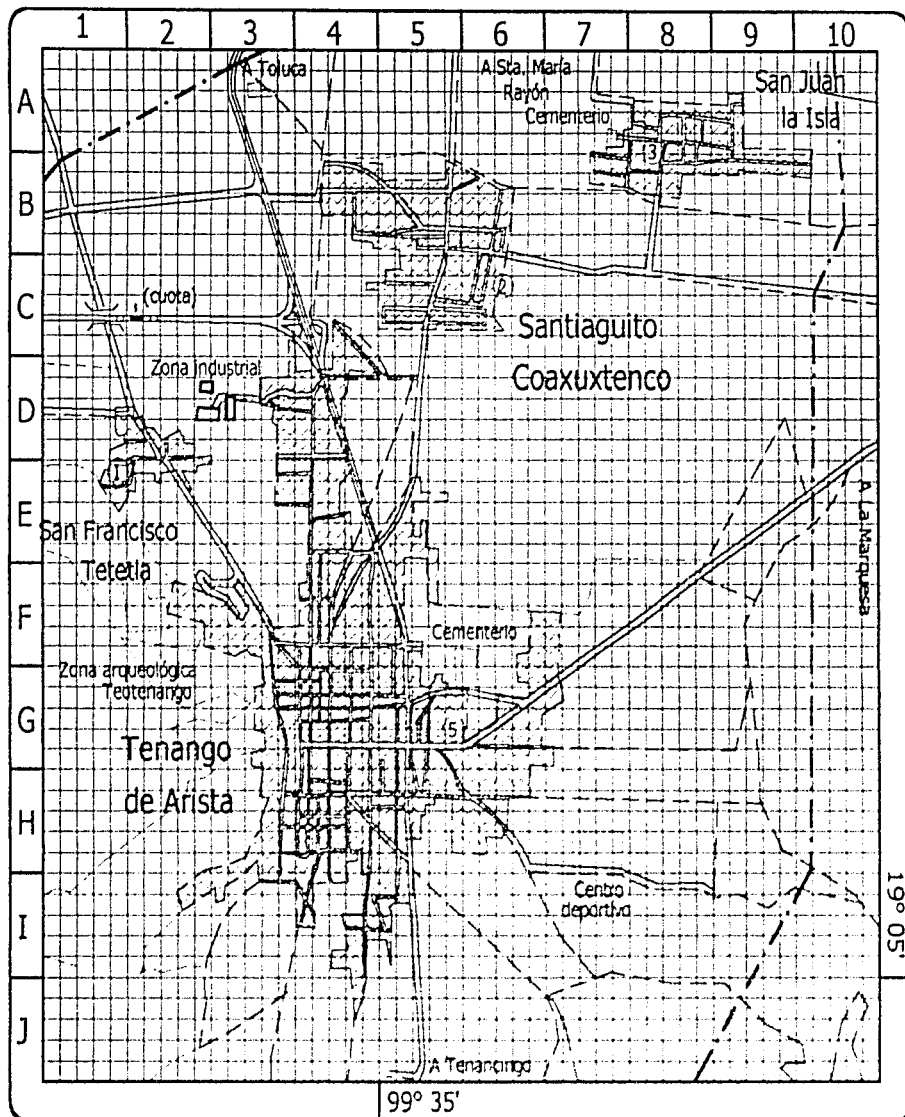 1 2 3 4 5 6 7 8 9 10
A
B
C
D
E
F
G
H
I
J
A Toluca
A Sta. María
Rayón
Cementerio
San Juan
la Isla
(3)
(cuota)
(2)
Santiaguito
Coaxuxtenco
Zona industrial
1
San Francisco
Tetetla
A La Marquesa
Cementerio
Zona arqueológica
Teotenango
(5)
Tenango
de Arista
Centro
deportivo
19° 05'
A Tenancingo
99° 35'